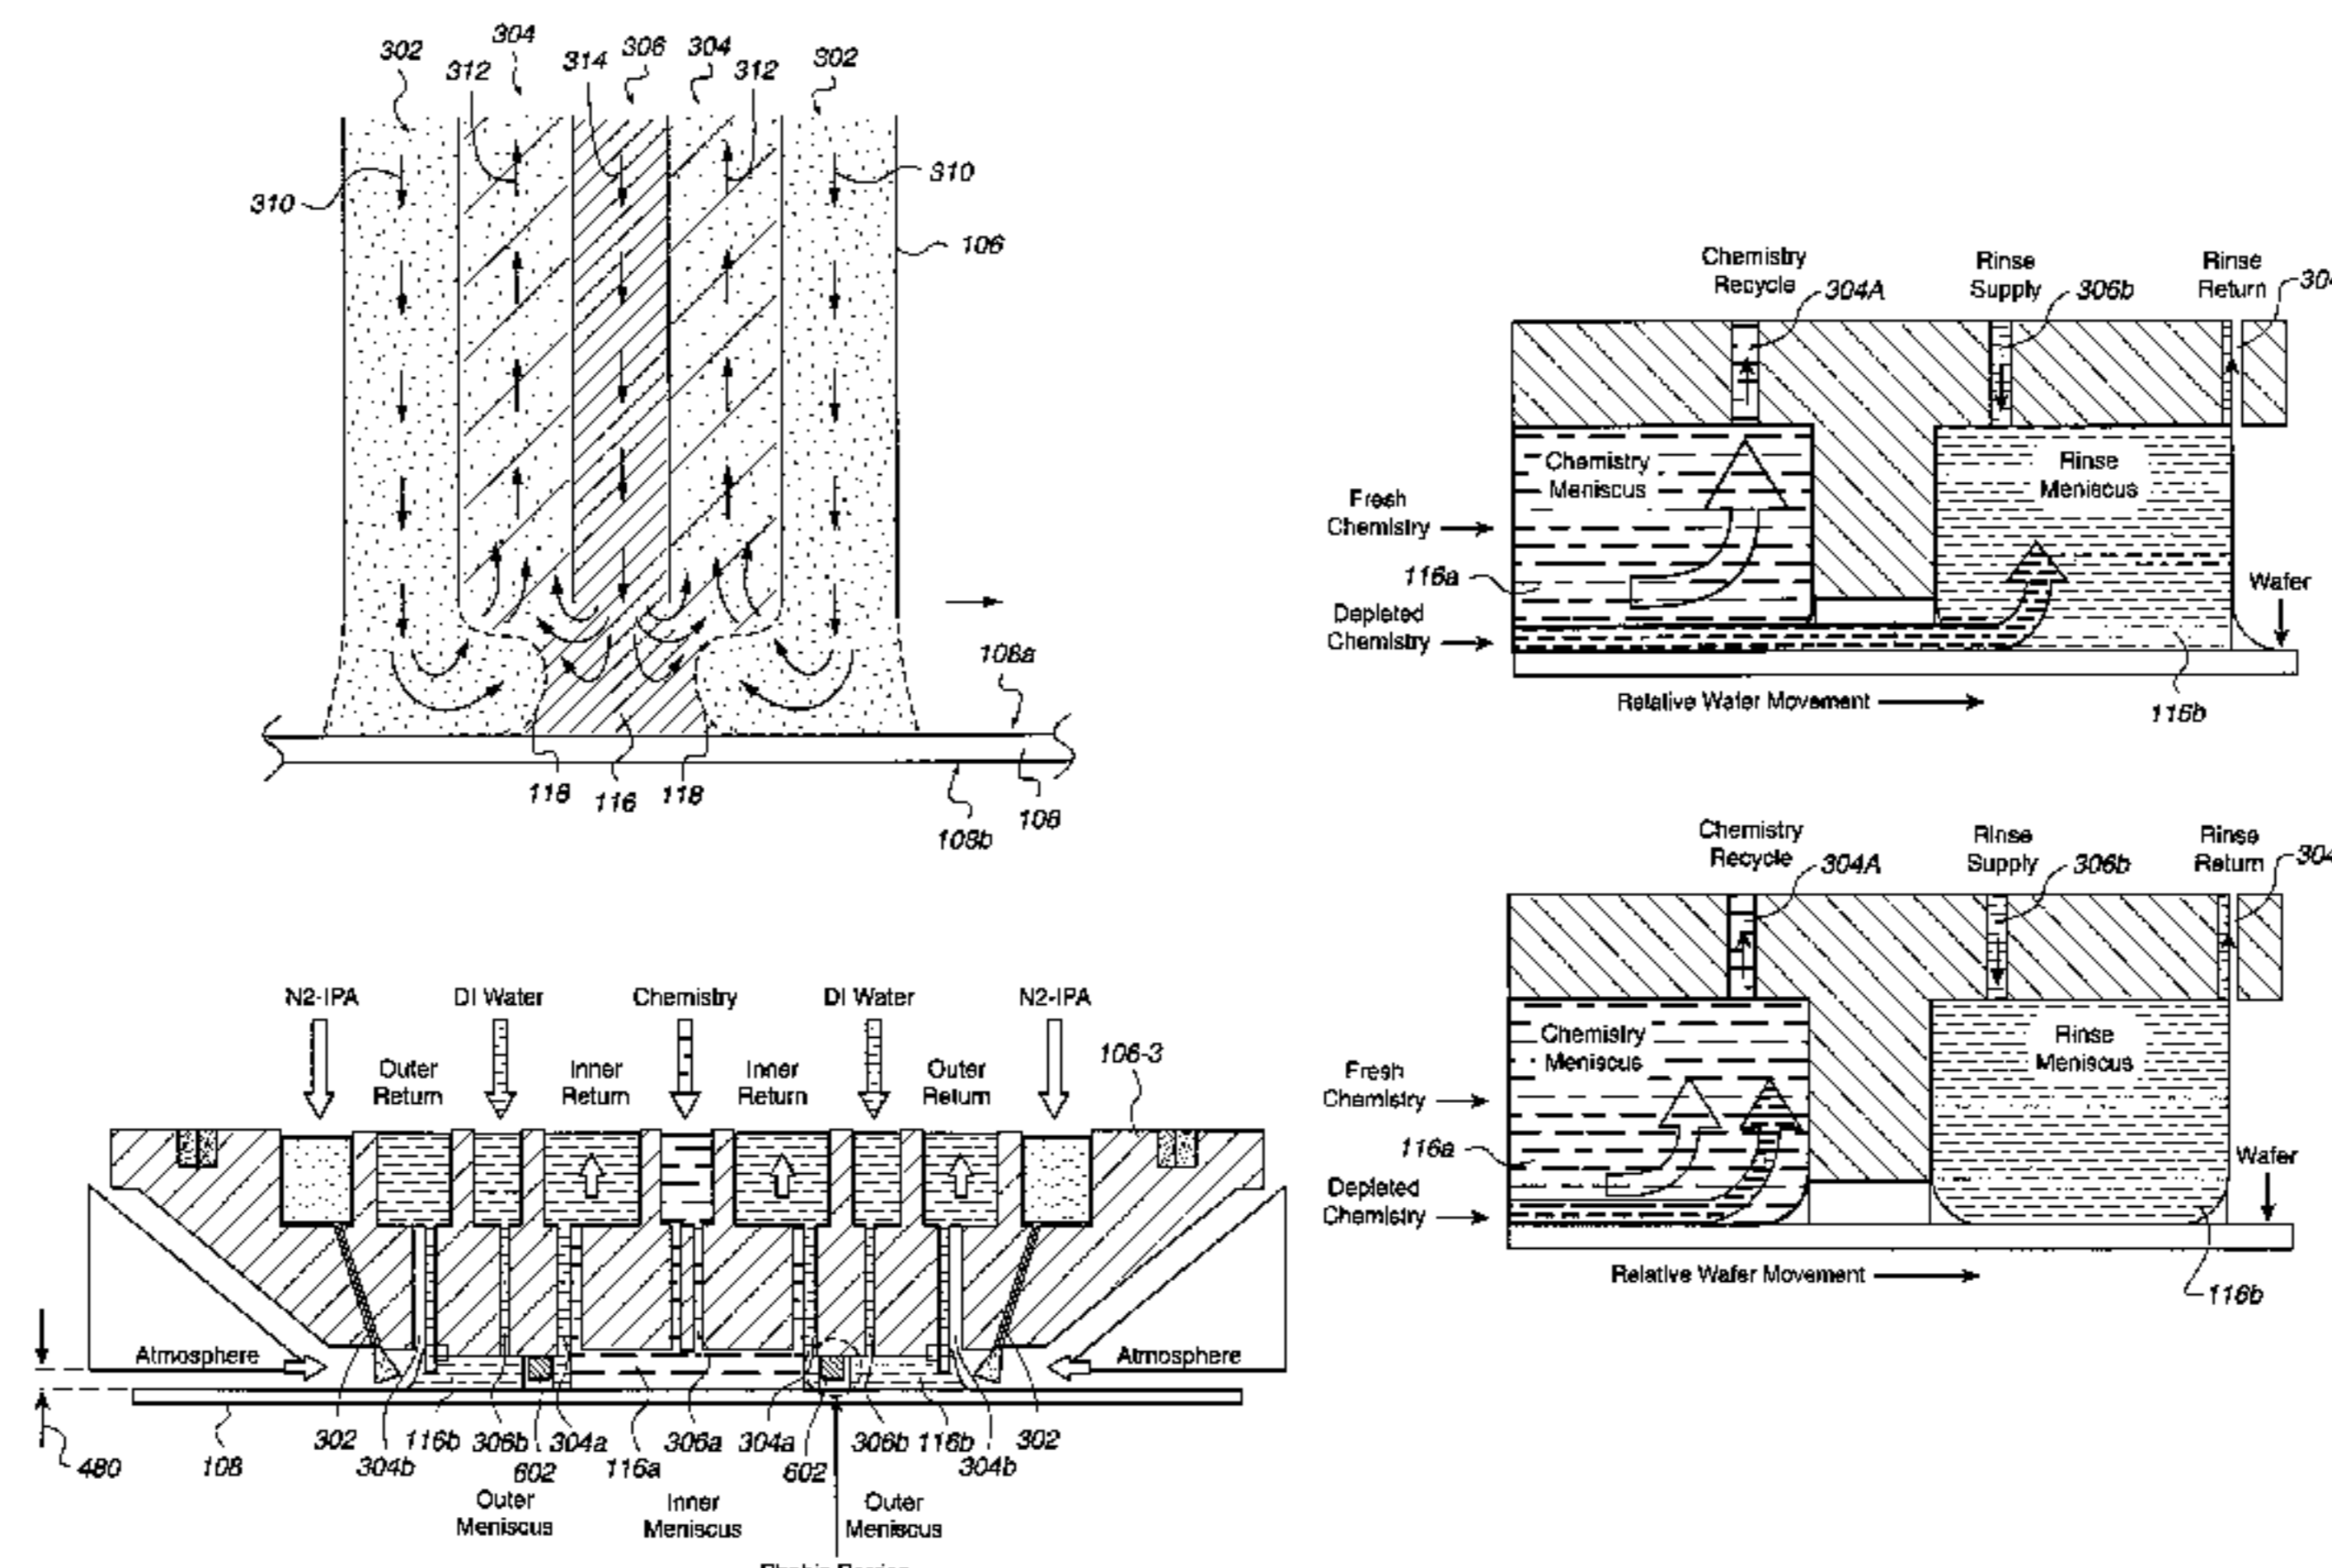 302
304
312
314
306
304
312
302
310
310
106
108a
118
116
118
108
108b
Chemistry
Recycle
304A
Rinse
Supply
306b
Rinse
Return
Chemistry
Meniscus
Rinse
Meniscus
Fresh
Chemistry
116a
Depleted
Chemistry
Wafer
Relative Wafer Movement
116b
Chemistry
Recycle
304A
Rinse
Supply
306b
Rinse
Return
Chemistry
Meniscus
Rinse
Meniscus
Fresh
Chemistry
116a
Depleted
Chemistry
Wafer
Relative Wafer Movement
116b
N2-IPA
DI Water
Chemistry
DI Water
N2-IPA
Outer
Return
Inner
Return
Inner
Return
Outer
Return
106-3
Atmosphere
Atmosphere
480
108
302
304b
116b
306b
602
304a
116a
306a
304a
602
306b
116b
304b
302
Outer
Meniscus
Inner
Meniscus
Outer
Meniscus